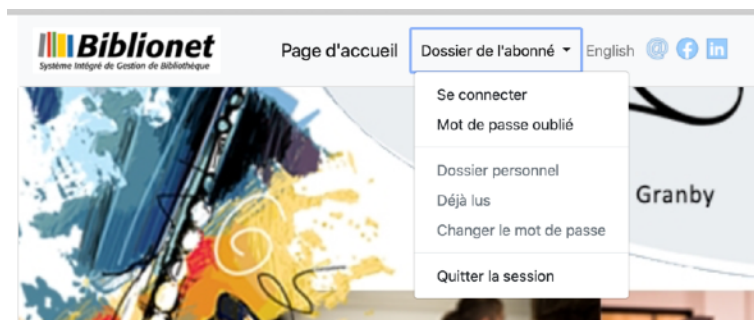 Biblionet
Système Intégré de Gestion de Bibliothèque
Page d'accueil
Dossier de l'abonné
English
Se connecter
Mot de passe oublié
Dossier personnel
Déjà lus
Changer le mot de passe
Quitter la session
Granby